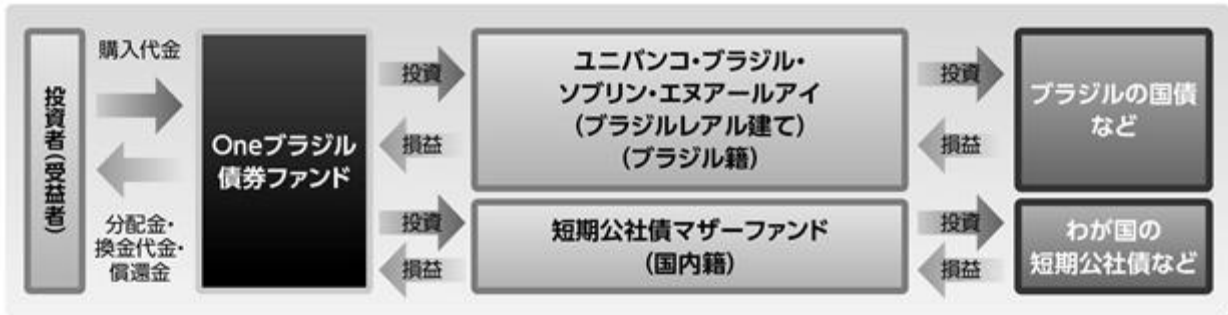 購入代金
投資者(受益者)
分配金・
換金代金・
償還金
Oneブラジル
債券ファンド
投資
損益
投資
損益
ユニバンコ・ブラジル・
ソブリン・エヌアールアイ
(ブラジルレアル建て)
(ブラジル籍)
短期公社債マザーファンド
(国内籍)
投資
損益
投資
損益
ブラジルの国債
など
わが国の
短期公社債など